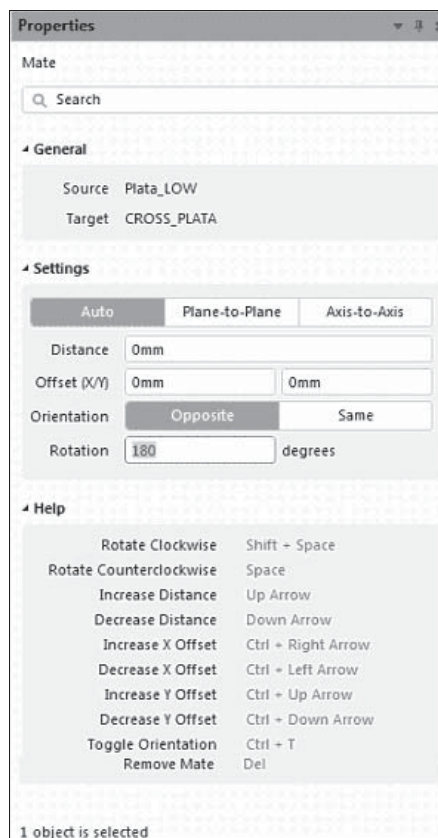 Properties
Mate
Search
General
Source Plata_LOW
Target CROSS_PLATA
Settings
Auto Plane-to-Plane Axis-to-Axis
Distance 0mm
Offset (X/Y) 0mm 0mm
Orientation Opposite Same
Rotation 180 degrees
Help
Rotate Clockwise Shift + Space
Rotate Counterclockwise Space
Increase Distance Up Arrow
Decrease Distance Down Arrow
Increase X Offset Ctrl + Right Arrow
Decrease X Offset Ctrl + Left Arrow
Increase Y Offset Ctrl + Up Arrow
Decrease Y Offset Ctrl + Down Arrow
Toggle Orientation Ctrl + T
Remove Mate Del
1 object is selected